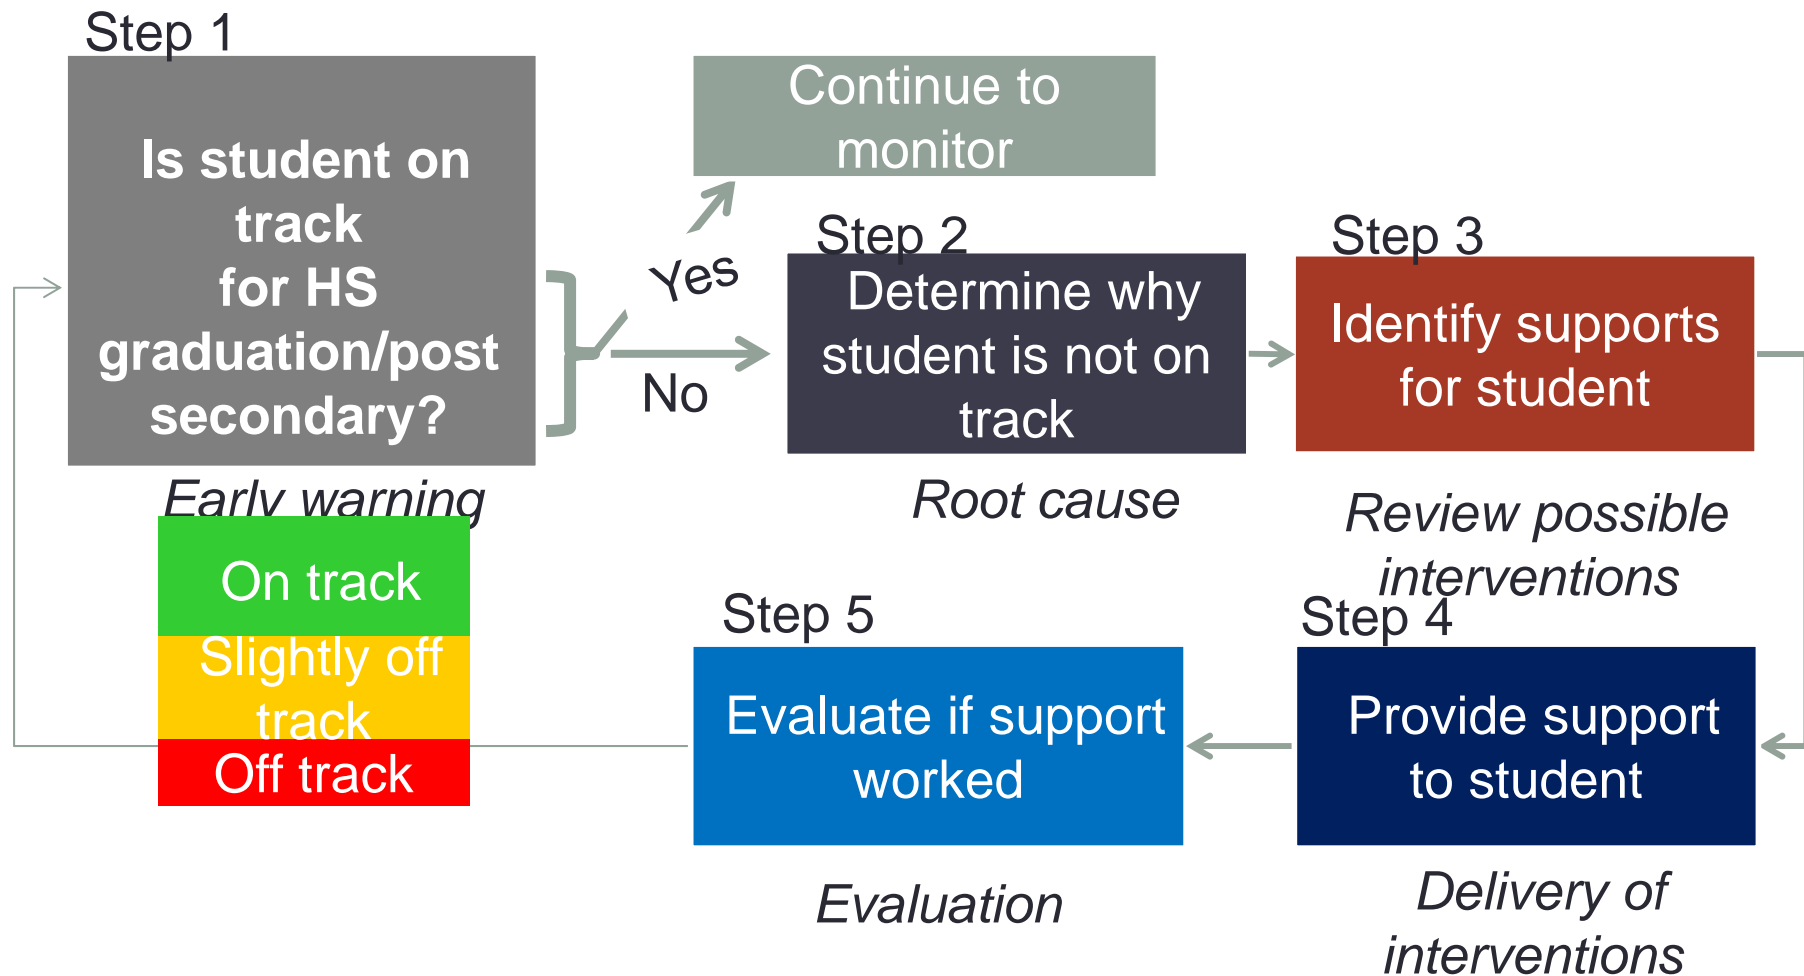 Step 1
Is student on
track
for HS
graduation/post
secondary?
Early warning
On track
Slightly off
track
Off track
Yes
No
Continue to
monitor
Step 2
Determine why
student is not on
track
Root cause
Step 3
Identify supports
for student
Review possible
interventions
Step 4
Provide support
to student
Delivery of
interventions
Step 5
Evaluate if support
worked
Evaluation